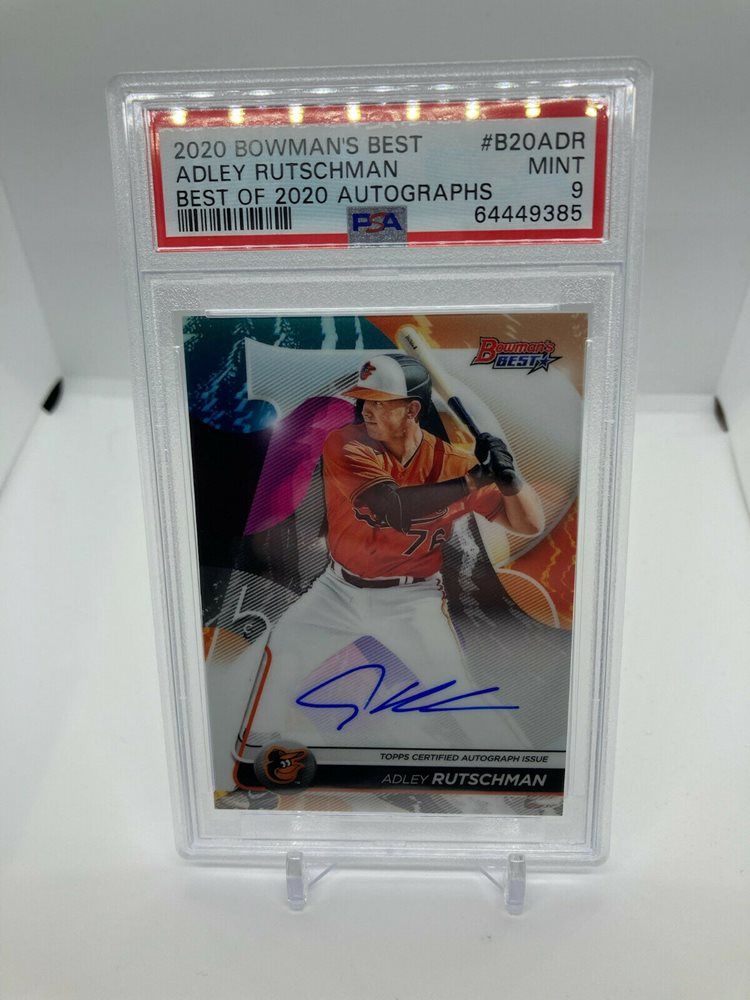 2020 BOWMAN'S BEST #B20ADR
ADLEY RUTSCHMAN MINT
BEST OF 2020 AUTOGRAPHS 9
PSA 64449385
Bowman's
BEST
76
TOPPS CERTIFIED AUTOGRAPH ISSUE
ADLEY RUTSCHMAN